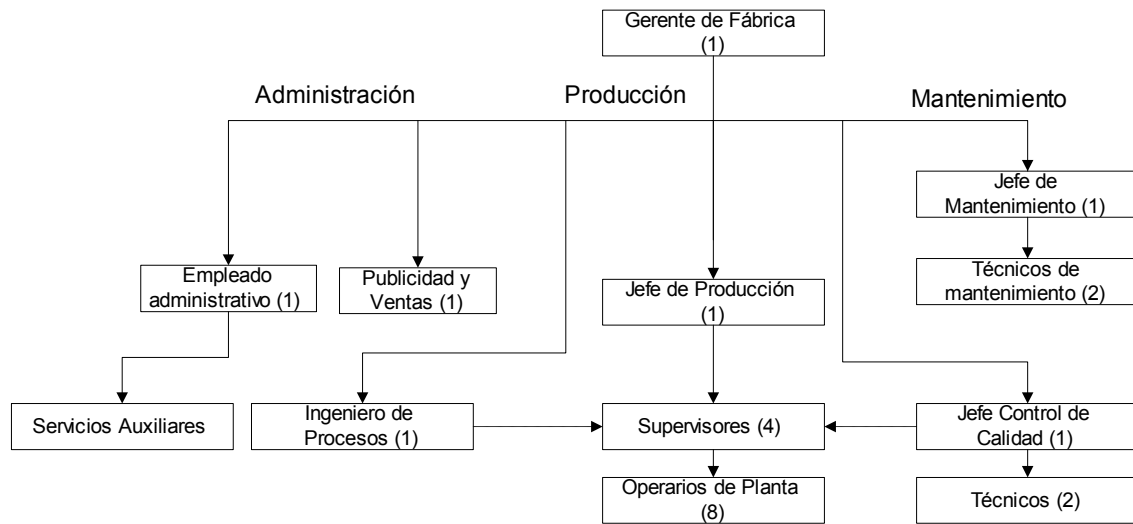 Gerente de Fábrica
(1)
Administración
Producción
Mantenimiento
Jefe de
Mantenimiento (1)
Empleado
administrativo (1)
Publicidad y
Ventas (1)
Jefe de Producción
(1)
Técnicos de
mantenimiento (2)
Servicios Auxiliares
Ingeniero de
Procesos (1)
Supervisores (4)
Jefe Control de
Calidad (1)
Operarios de Planta
(8)
Técnicos (2)